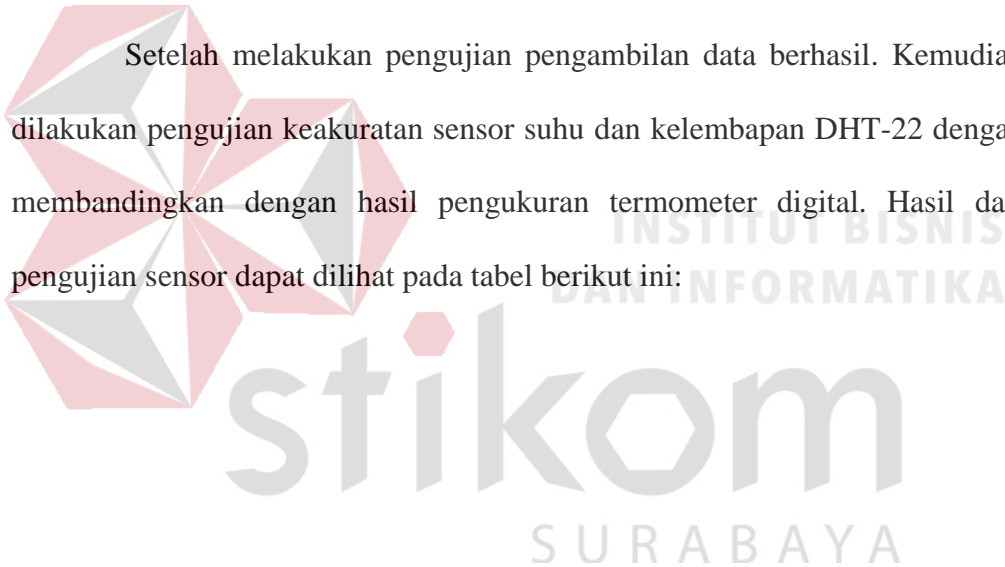 Setelah melakukan pengujian pengambilan data berhasil. Kemudia
dilakukan pengujian keakuratan sensor suhu dan kelembapan DHT-22 denga
membandingkan dengan hasil pengukuran termometer digital. Hasil da
INSTITUT BISNIS
pengujian sensor dapat dilihat pada tabel berikut ini:
DAN INFORMATIKA
stikom
SURABAYA